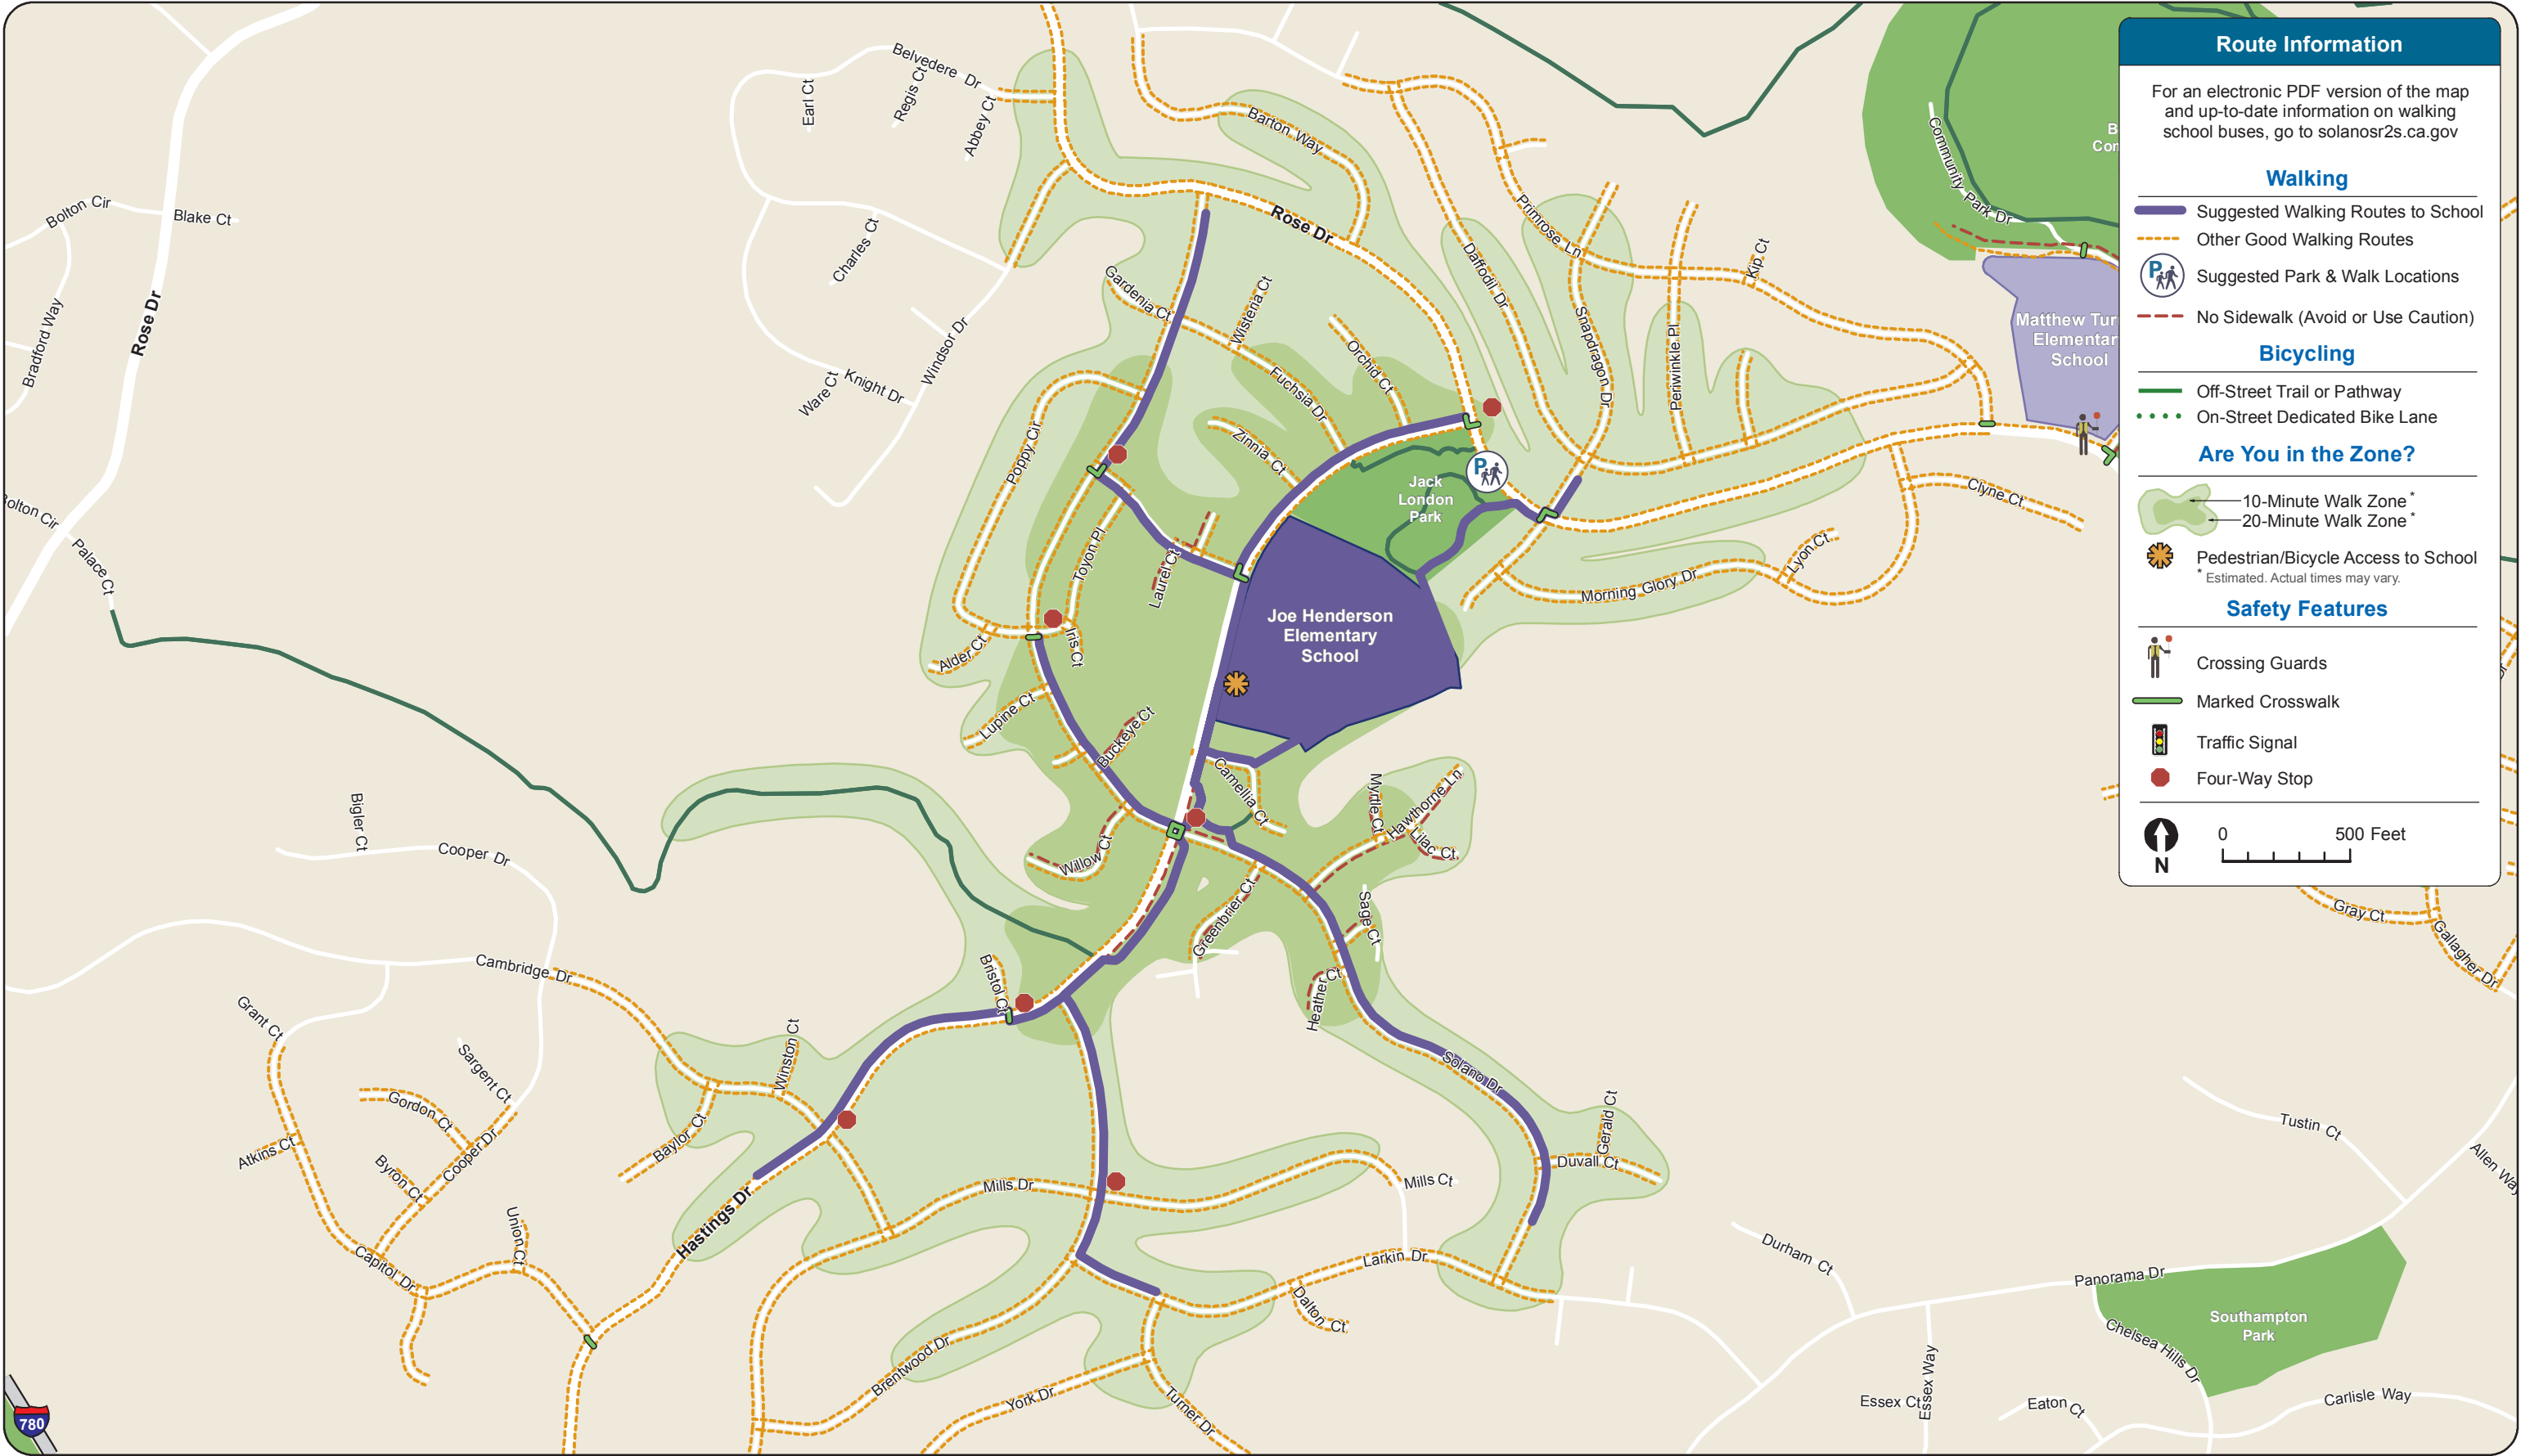 Belvedere Dr
Earl Ct
Regis Ct
Abbey Ct
Barton Way
Bolton Cir
Blake Ct
Charles Ct
Rose Dr
Rose Dr
Bradford Way
Gardenia Ct
Wisteria Ct
Windsor Dr
Knight Dr
Ware Ct
Orchid Ct
Fuchsia Dr
Zinnia Ct
Poppy Cir
Daffodil Dr
Primrose Ln
Snapdragon Dr
Periwinkle Pl
Kip Ct
Community Park Dr
Matthew Tur
Elementar
School
Jack
London
Park
Clyne Ct
Lyon Ct
Morning Glory Dr
Bolton Cir
Palace Ct
Toyon Pl
Laurel Ct
Iris Ct
Alder Ct
Lupine Ct
Buckeye Ct
Joe Henderson
Elementary
School
Camellia Ct
Myrtle Ct
Hawthorne Ln
Lilac Ct
Willow Ct
Greenbrier Ct
Sage Ct
Heather Ct
Bigler Ct
Cooper Dr
Cambridge Dr
Bristol Ct
Grant Ct
Sargent Ct
Winston Ct
Gordon Ct
Cooper Dr
Baylor Ct
Atkins Ct
Byron Ct
Union Ct
Capitol Dr
Hastings Dr
Mills Dr
Mills Ct
Solano Dr
Gerald Ct
Duvall Ct
Larkin Dr
Dalton Ct
Brentwood Dr
York Dr
Turner Dr
Durham Ct
Panorama Dr
Southampton
Park
Chelsea Hills Dr
Essex Ct
Essex Way
Eaton Ct
Carlisle Way
Tustin Ct
Allen Way
Gray Ct
Gallagher Dr
780
Route Information
For an electronic PDF version of the map
and up-to-date information on walking
school buses, go to solanosr2s.ca.gov
Walking
Suggested Walking Routes to School
Other Good Walking Routes
P
Suggested Park & Walk Locations
No Sidewalk (Avoid or Use Caution)
Bicycling
Off-Street Trail or Pathway
On-Street Dedicated Bike Lane
Are You in the Zone?
10-Minute Walk Zone *
20-Minute Walk Zone *
Pedestrian/Bicycle Access to School
* Estimated. Actual times may vary.
Safety Features
Crossing Guards
Marked Crosswalk
Traffic Signal
Four-Way Stop
0 500 Feet
N
P